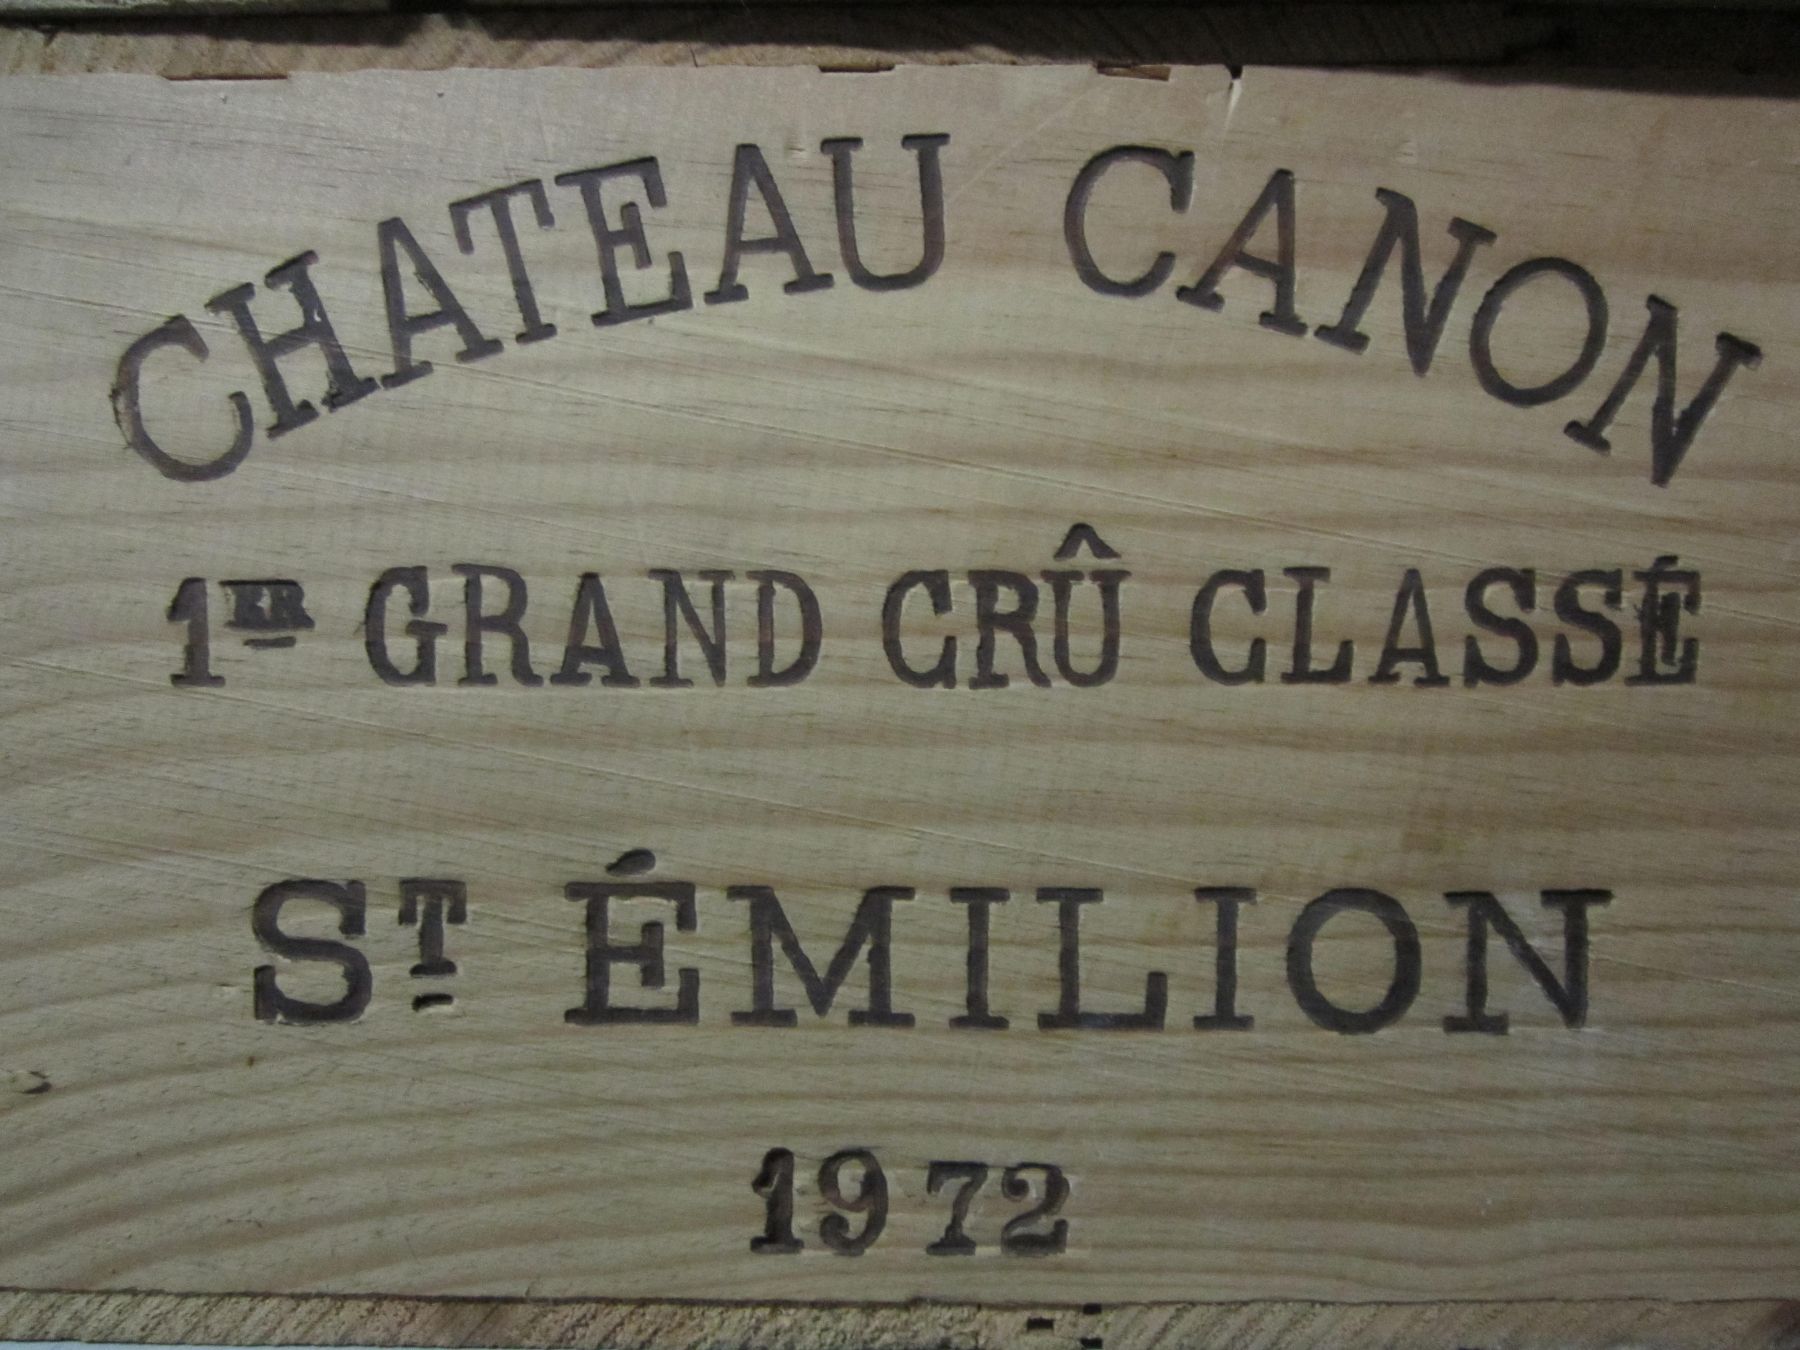 CHATEAU CANON
1ER GRAND CRÛ CLASSÉ
ST ÉMILION
1972